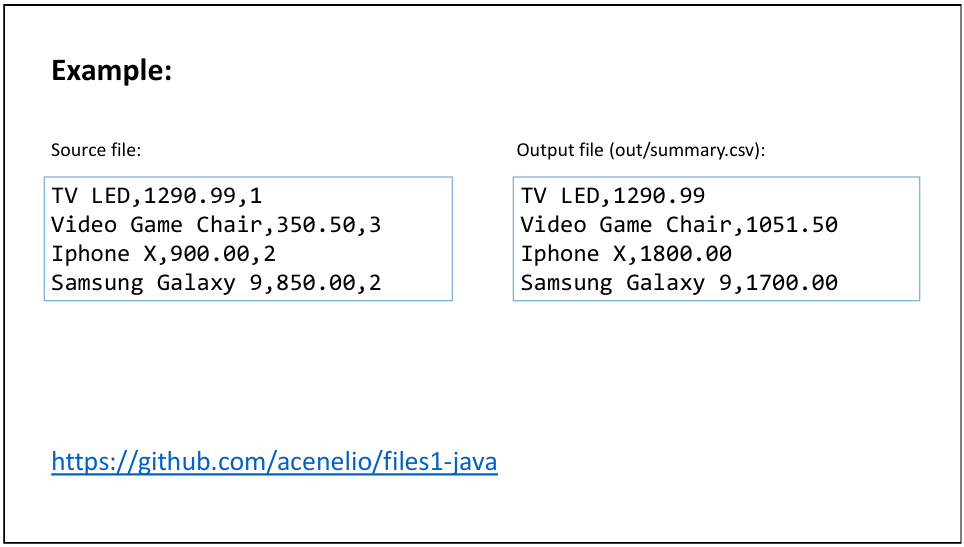 Example:
Source file:
TV LED,1290.99,1
Video Game Chair,350.50,3
Iphone X,900.00,2
Samsung Galaxy 9,850.00,2
Output file (out/summary.csv):
TV LED,1290.99
Video Game Chair,1051.50
Iphone X,1800.00
Samsung Galaxy 9,1700.00
https://github.com/acenelio/files1-java